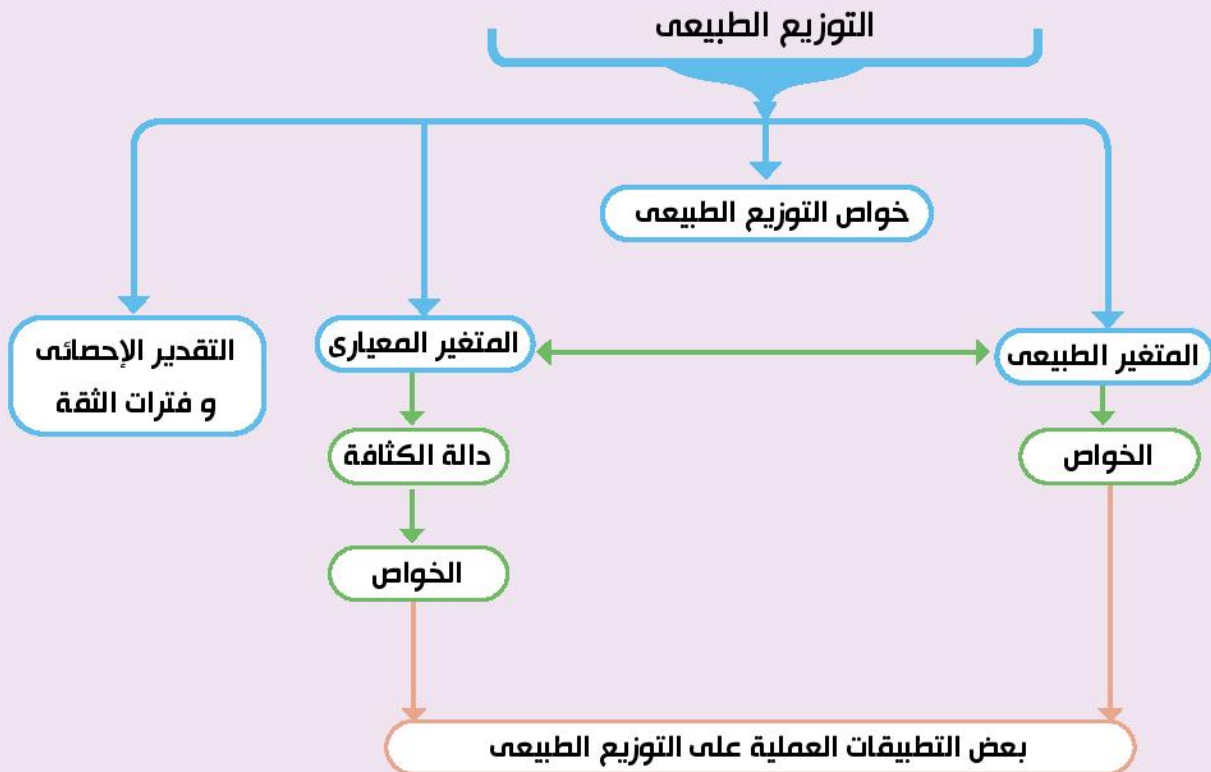 التوزيع الطبيعى
خواص التوزيع الطبيعى
المتغير الطبيعى
المتغير المعيارى
التقدير الإحصائى
و فترات الثقة
الخواص
دالة الكثافة
الخواص
بعض التطبيقات العملية على التوزيع الطبيعى